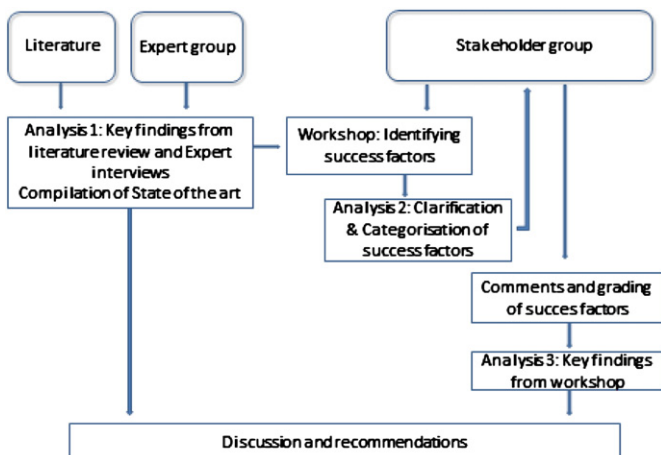 Literature
Expert group
Stakeholder group
Analysis 1: Key findings from
literature review and Expert
interviews
Compilation of State of the art
Workshop: Identifying
success factors
Analysis 2: Clarification
& Categorisation of
success factors
Comments and grading
of succes factors
Analysis 3: Key findings
from workshop
Discussion and recommendations